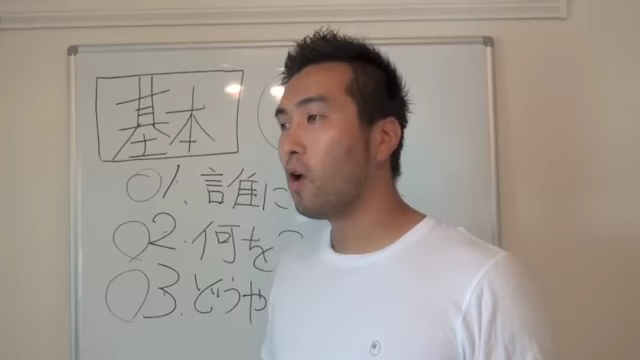 基本
○1. 誰に
○2. 何を
○3. どうや